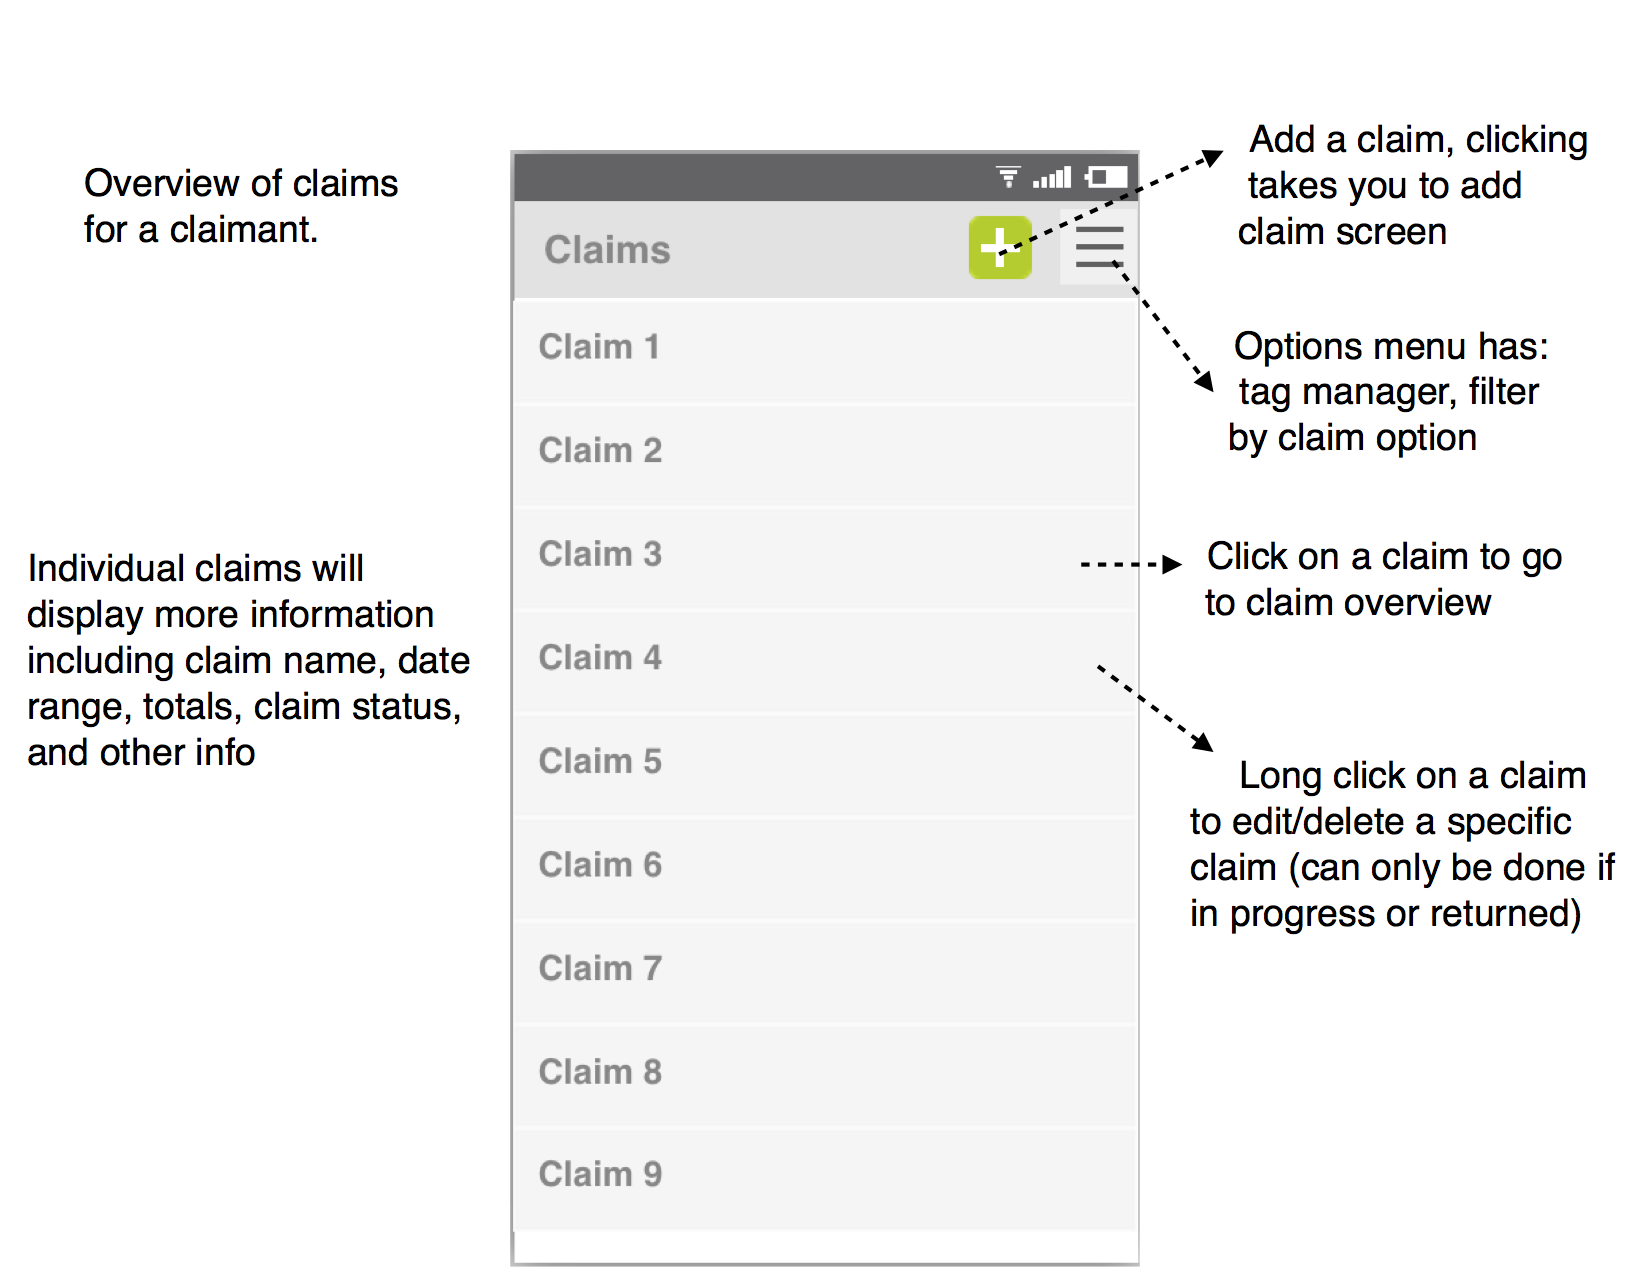 Overview of claims
for a claimant.
Individual claims will
display more information
including claim name, date
range, totals, claim status,
and other info
Claims
Claim 1
Claim 2
Claim 3
Claim 4
Claim 5
Claim 6
Claim 7
Claim 8
Claim 9
Add a claim, clicking
takes you to add
claim screen
Options menu has:
tag manager, filter
by claim option
Click on a claim to go
to claim overview
Long click on a claim
to edit/delete a specific
claim (can only be done if
in progress or returned)